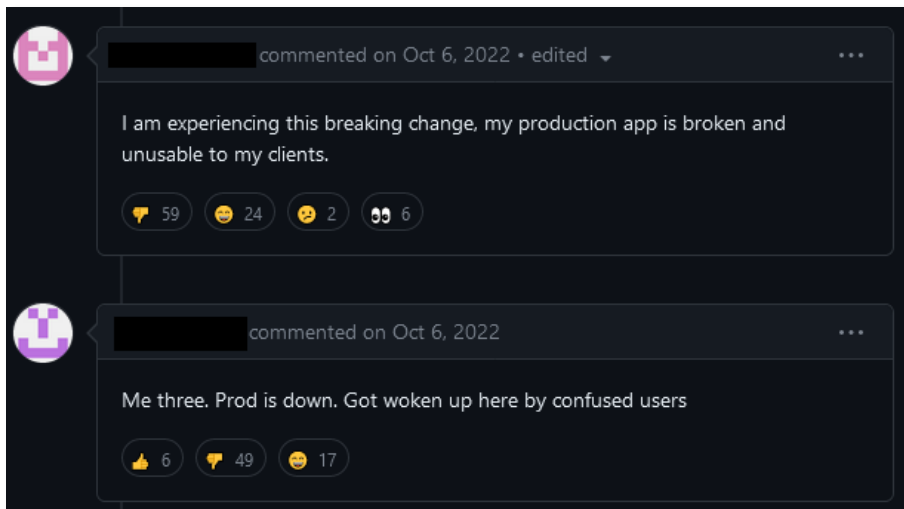 commented on Oct 6, 2022 • edited
I am experiencing this breaking change, my production app is broken and
unusable to my clients.
59 24 2 6
commented on Oct 6, 2022
Me three. Prod is down. Got woken up here by confused users
6 49 17